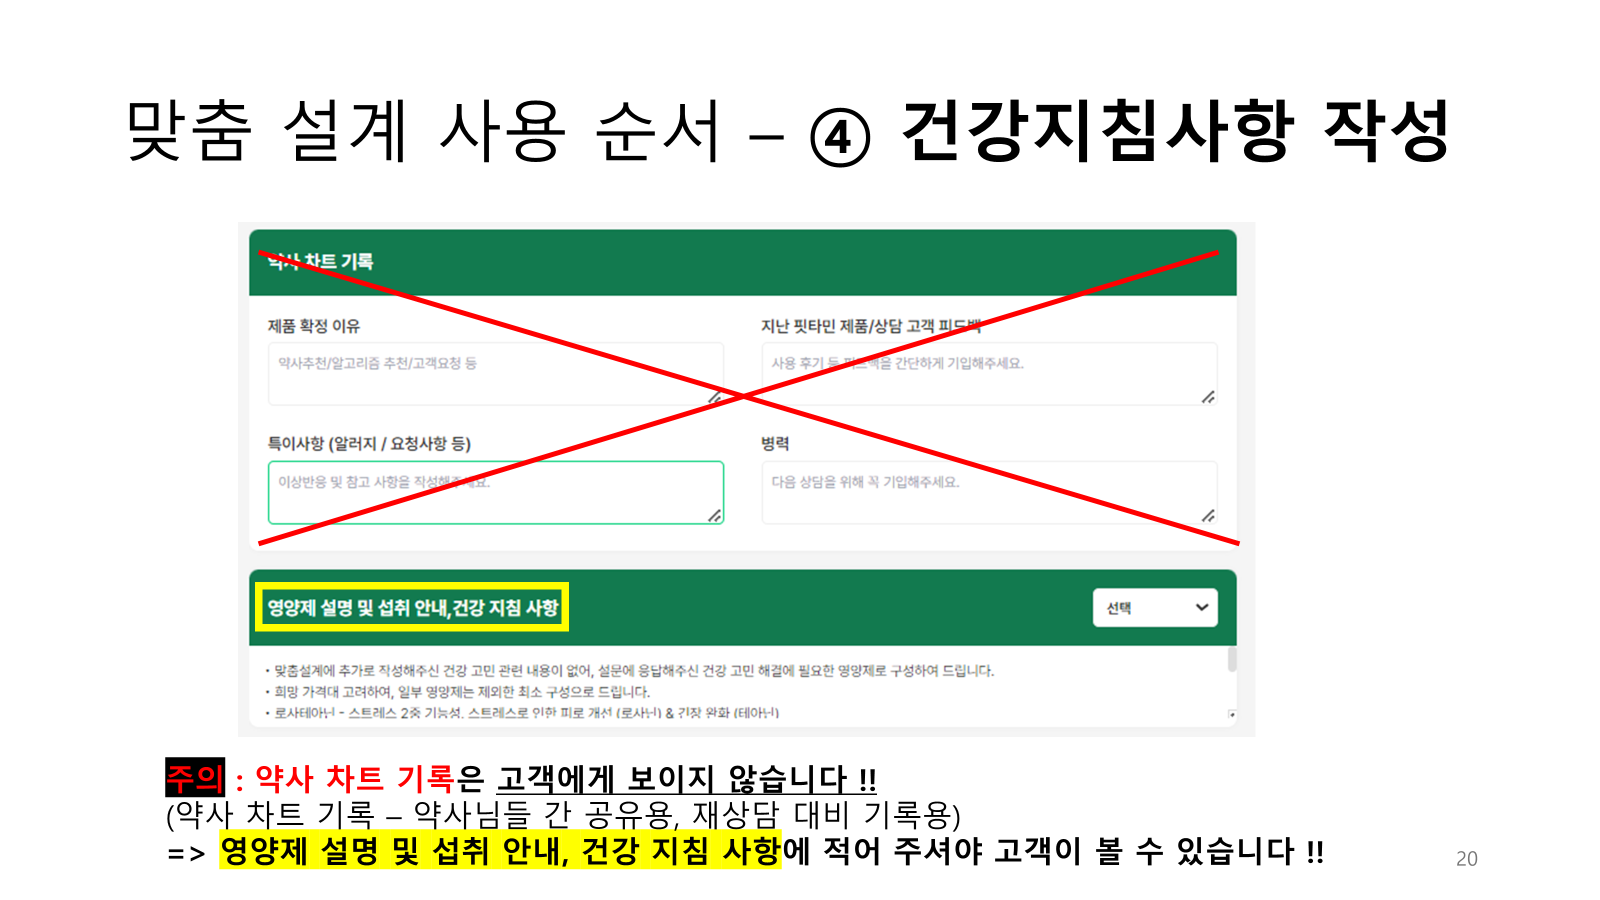 맞춤 설계 사용 순서 – ④ 건강지침사항 작성
약사 차트 기록
제품 확정 이유
지난 핏타민 제품/상담 고객 피드백
약사추천/알고리즘 추천/고객요청 등
사용 후기 등 피드백을 간단하게 기입해주세요.
특이사항 (알러지 / 요청사항 등)
병력
이상반응 및 참고 사항을 작성해주세요.
다음 상담을 위해 꼭 기입해주세요.
영양제 설명 및 섭취 안내,건강 지침 사항
선택
• 맞춤설계에 추가로 작성해주신 건강 고민 관련 내용이 없어, 설문에 응답해주신 건강 고민 해결에 필요한 영양제로 구성하여 드립니다.
• 희망 가격대 고려하여, 일부 영양제는 제외한 최소 구성으로 드립니다.
• 로사테아닌 - 스트레스 2중 기능성. 스트레스로 인한 피로 개선 (로사닌) & 긴장 완화 (테아닌)
주의 : 약사 차트 기록은 고객에게 보이지 않습니다 !!
(약사 차트 기록 – 약사님들 간 공유용, 재상담 대비 기록용)
=> 영양제 설명 및 섭취 안내, 건강 지침 사항에 적어 주셔야 고객이 볼 수 있습니다 !!
20